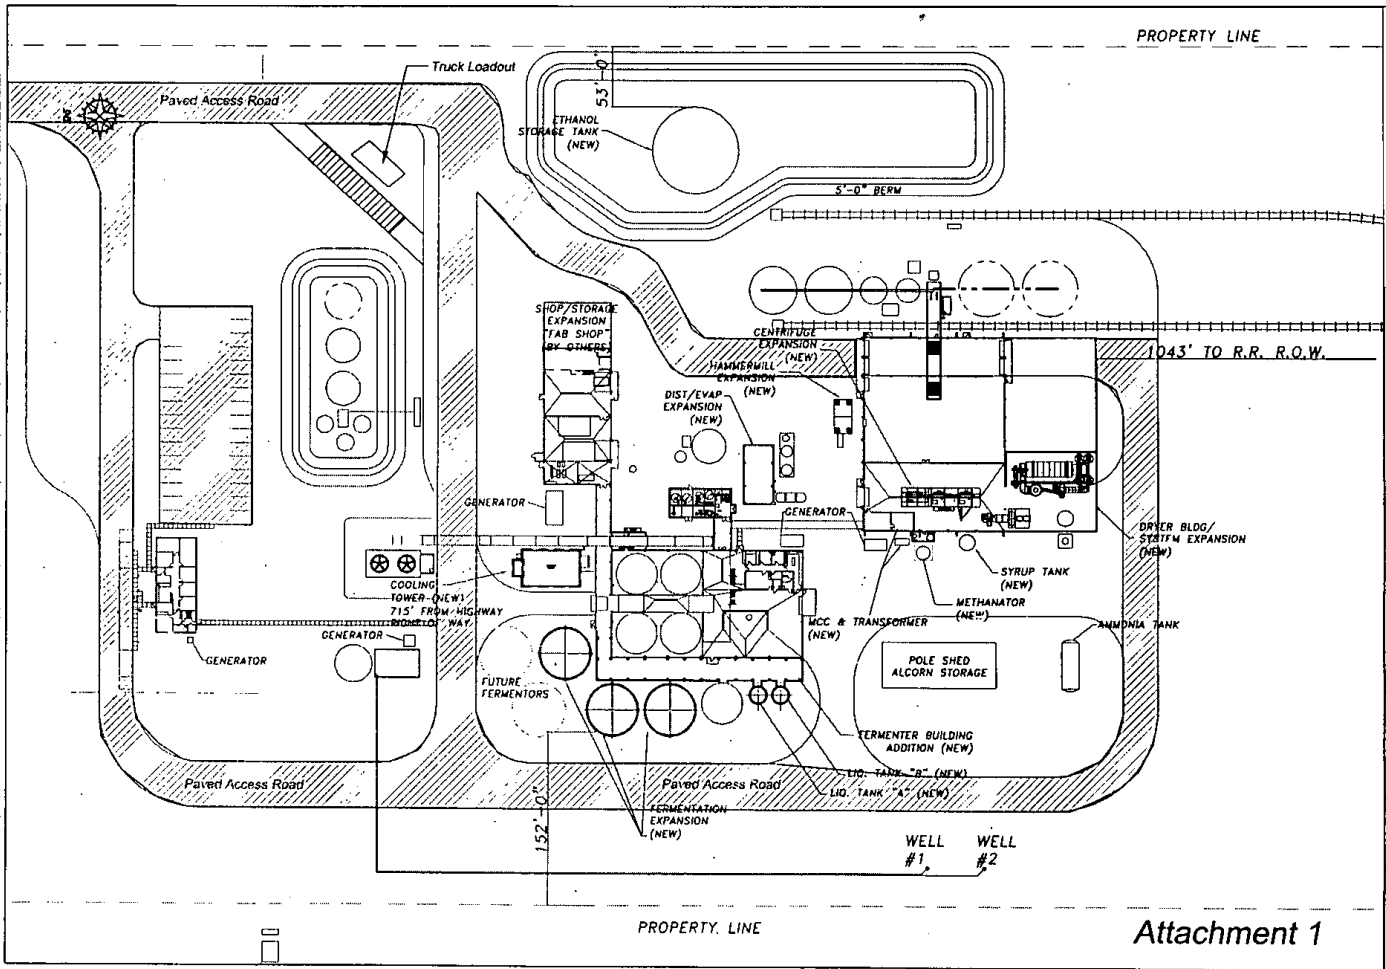 PROPERTY LINE
Truck Loadout
Paved Access Road
53'-0"
ETHANOL
STORAGE TANK
(NEW)
5'-0" BERM
SHOP/STORAGE
EXPANSION
"FAB SHOP"
(BY OTHERS)
CENTRIFUGE
EXPANSION
(NEW)
1043' TO R.R. R.O.W.
HAMMERMILL
EXPANSION
(NEW)
DIST/EVAP
EXPANSION
(NEW)
GENERATOR
GENERATOR
DRYER BLDG/
SYSTEM EXPANSION
(NEW)
SYRUP TANK
(NEW)
COOLING
TOWER (NEW)
715' FROM HIGHWAY
RIGHT OF WAY
METHANATOR
(NEW)
MCC & TRANSFORMER
(NEW)
AMMONIA TANK
GENERATOR
GENERATOR
POLE SHED
ALCORN STORAGE
FUTURE
FERMENTORS
FERMENTER BUILDING
ADDITION (NEW)
LIQ. TANK "B" (NEW)
LIQ. TANK "A" (NEW)
Paved Access Road
Paved Access Road
152'-0"
FERMENTATION
EXPANSION
(NEW)
WELL
#1
WELL
#2
PROPERTY LINE
Attachment 1